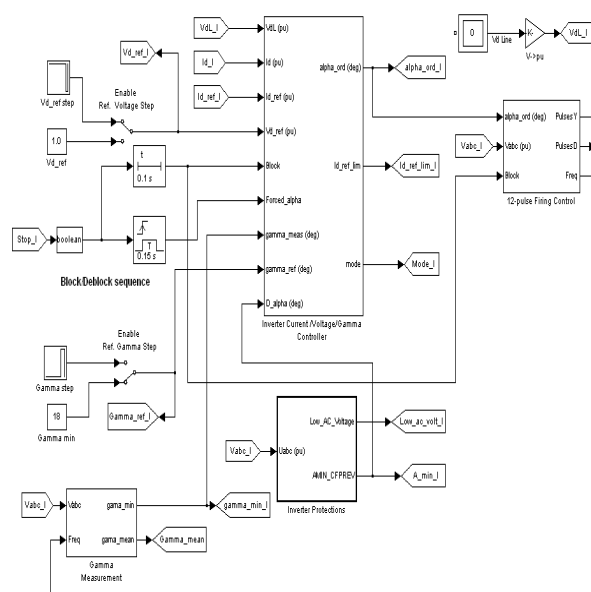 VdL_I
VdL (pu)
Id_I
Id (pu)
Id_ref_I
Id_ref (pu)
Vd_ref_I
Vd_ref (pu)
Block
Forced_alpha
gamma_meas (deg)
gamma_ref (deg)
D_alpha (deg)
alpha_ord (deg)
Id_ref_lim
mode
alpha_ord_I
Id_ref_lim_I
Mode_I
Inverter Current /Voltage/Gamma
Controller
0
Vd Line
K-
V->pu
VdL_I
alpha_ord (deg)
Vabc_I
Vabc (pu)
Block
PulsesY
PulsesD
Freq
12-pulse Firing Control
Vd_ref step
Enable
Ref. Voltage Step
1.0
Vd_ref
t
0.1 s
Stop_I
boolean
T
0.15 s
Block/Deblock sequence
Enable
Ref. Gamma Step
Gamma step
18
Gamma min
Gamma_ref_I
Vabc_I
Uabc (pu)
Low_AC_Voltage
AMIN_CFPREV
Low_ac_volt_I
A_min_I
Inverter Protections
Vabc_I
Vabc
Freq
gama_min
gama_mean
gamma_min_I
Gamma_mean
Gamma
Measurement